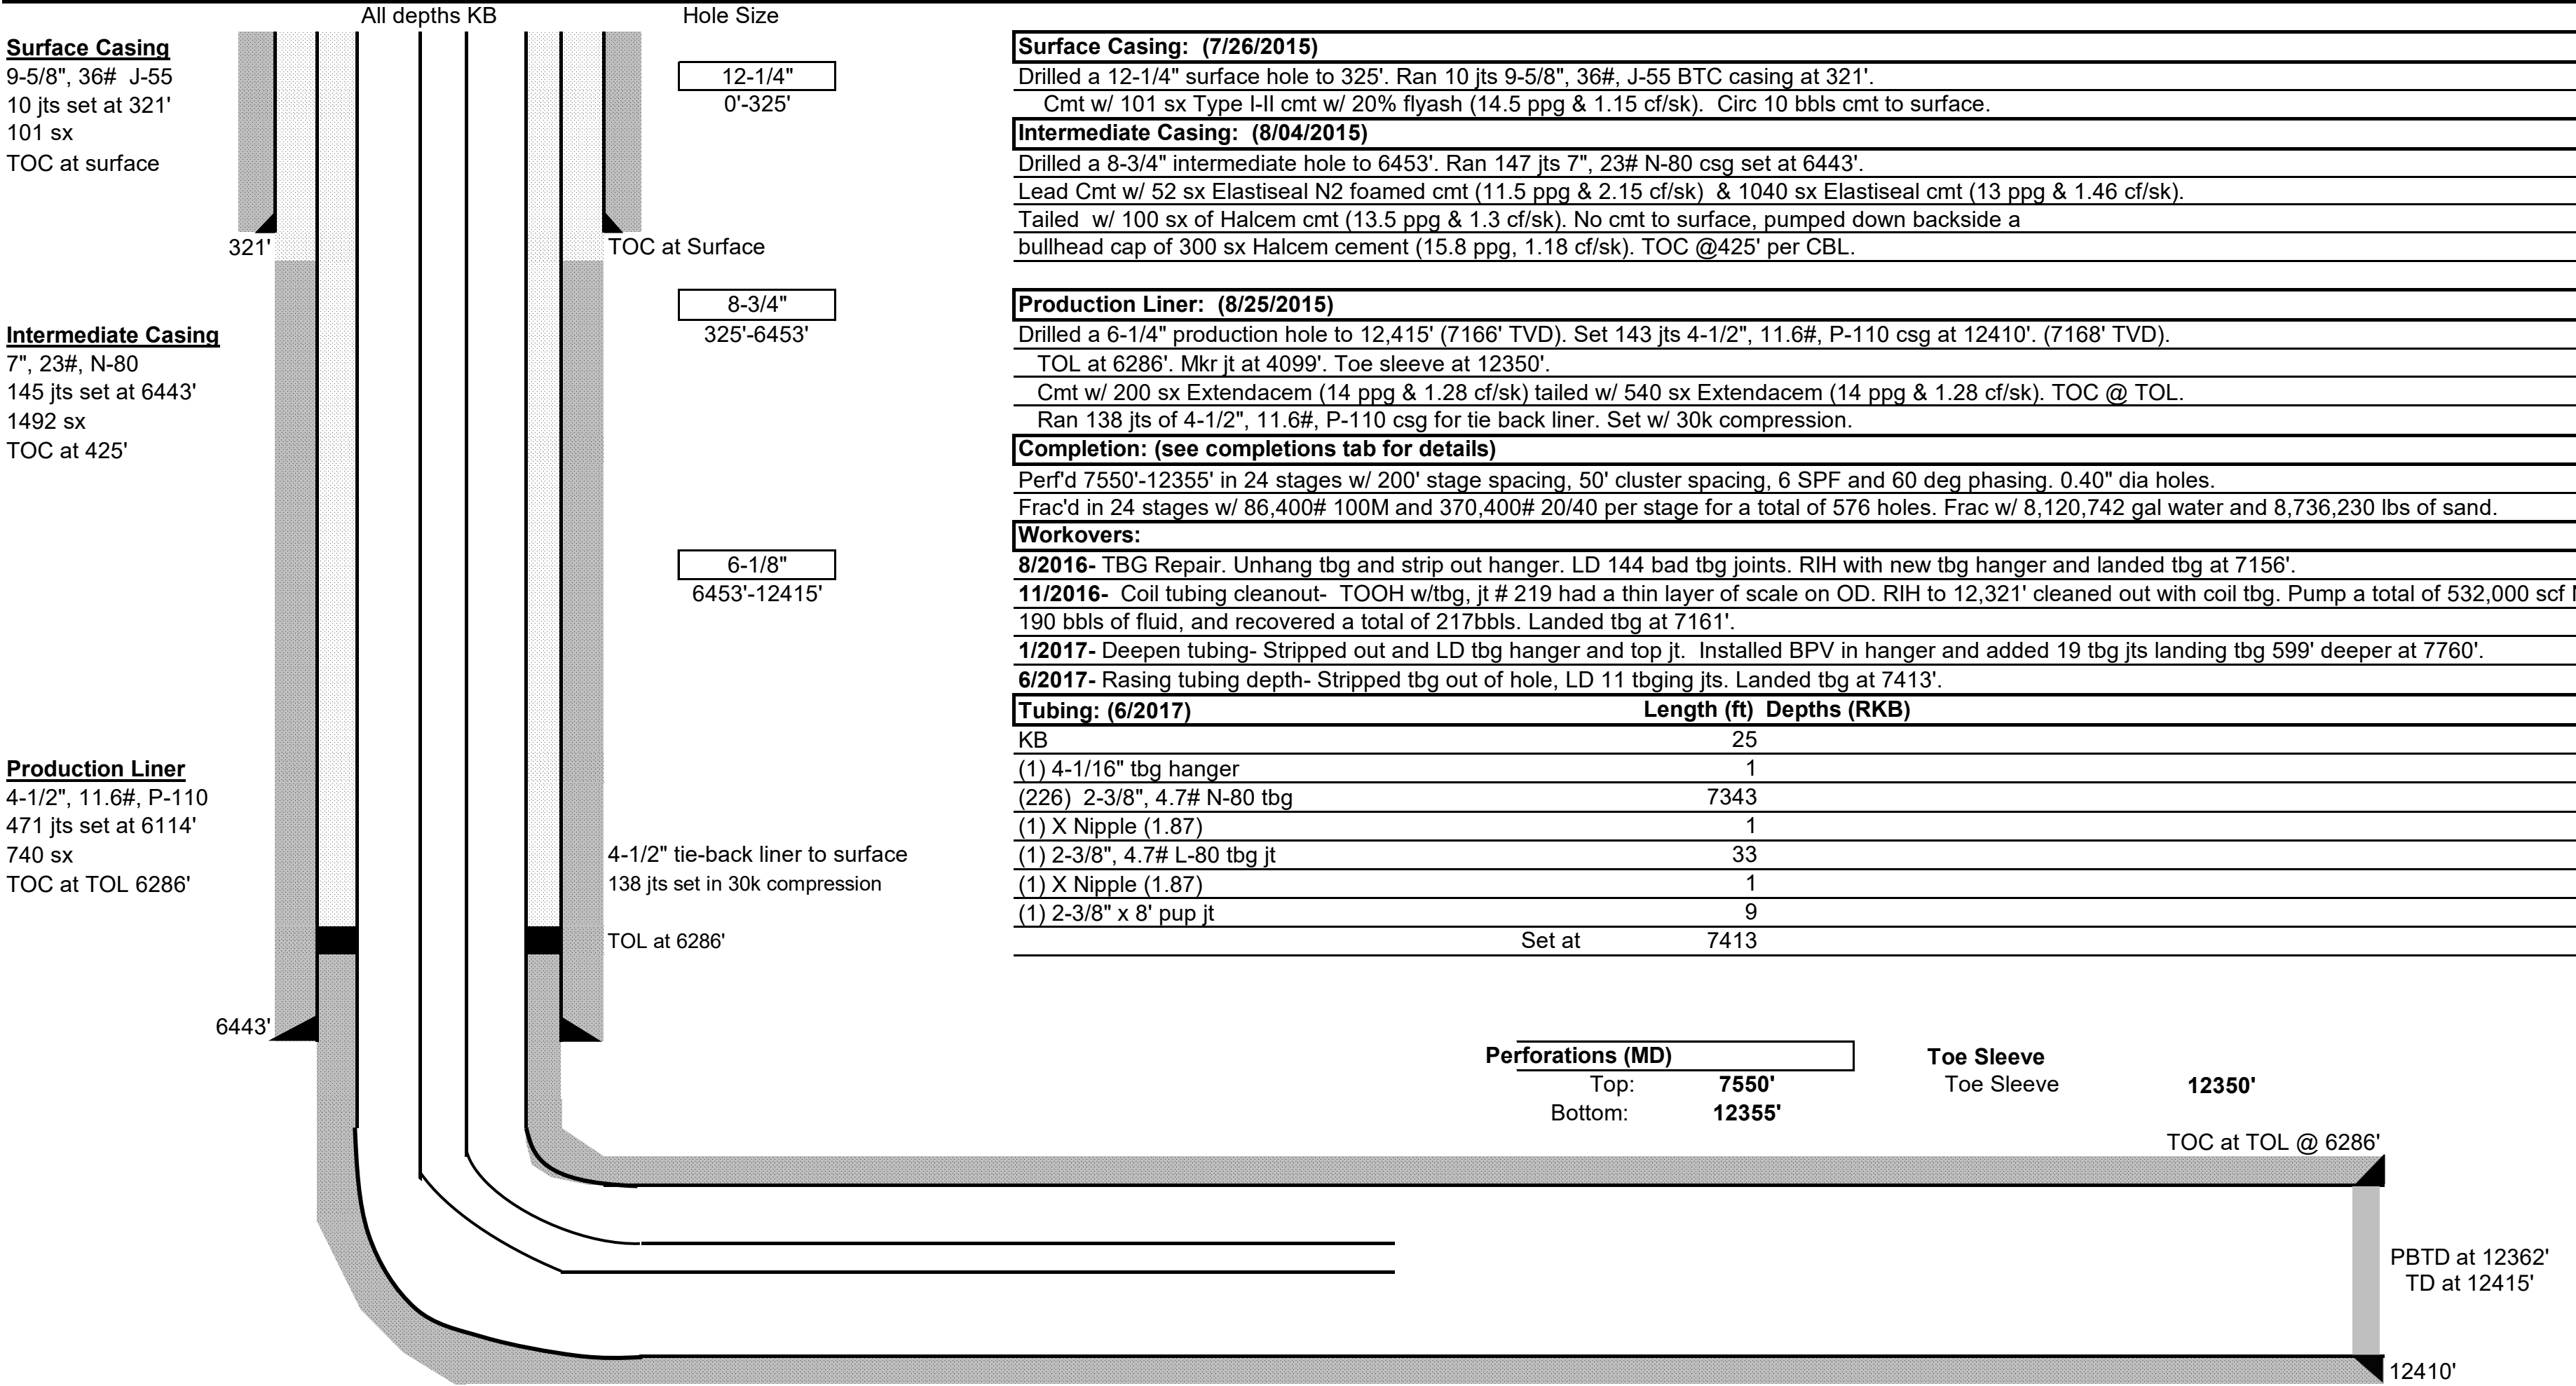 All depths KB
Hole Size
Surface Casing
9-5/8", 36# J-55
10 jts set at 321'
101 sx
TOC at surface
321'
TOC at Surface
12-1/4"
0'-325'
8-3/4"
325'-6453'
Intermediate Casing
7", 23#, N-80
145 jts set at 6443'
1492 sx
TOC at 425'
6-1/8"
6453'-12415'
Production Liner
4-1/2", 11.6#, P-110
471 jts set at 6114'
740 sx
TOC at TOL 6286'
4-1/2" tie-back liner to surface
138 jts set in 30k compression
TOL at 6286'
6443'
Surface Casing: (7/26/2015)
Drilled a 12-1/4" surface hole to 325'. Ran 10 jts 9-5/8", 36#, J-55 BTC casing at 321'.
Cmt w/ 101 sx Type I-II cmt w/ 20% flyash (14.5 ppg & 1.15 cf/sk). Circ 10 bbls cmt to surface.
Intermediate Casing: (8/04/2015)
Drilled a 8-3/4" intermediate hole to 6453'. Ran 147 jts 7", 23# N-80 csg set at 6443'.
Lead Cmt w/ 52 sx Elastiseal N2 foamed cmt (11.5 ppg & 2.15 cf/sk) & 1040 sx Elastiseal cmt (13 ppg & 1.46 cf/sk).
Tailed w/ 100 sx of Halcem cmt (13.5 ppg & 1.3 cf/sk). No cmt to surface, pumped down backside a
bullhead cap of 300 sx Halcem cement (15.8 ppg, 1.18 cf/sk). TOC @425' per CBL.
Production Liner: (8/25/2015)
Drilled a 6-1/4" production hole to 12,415' (7166' TVD). Set 143 jts 4-1/2", 11.6#, P-110 csg at 12410'. (7168' TVD).
TOL at 6286'. Mkr jt at 4099'. Toe sleeve at 12350'.
Cmt w/ 200 sx Extendacem (14 ppg & 1.28 cf/sk) tailed w/ 540 sx Extendacem (14 ppg & 1.28 cf/sk). TOC @ TOL.
Ran 138 jts of 4-1/2", 11.6#, P-110 csg for tie back liner. Set w/ 30k compression.
Completion: (see completions tab for details)
Perf'd 7550'-12355' in 24 stages w/ 200' stage spacing, 50' cluster spacing, 6 SPF and 60 deg phasing. 0.40" dia holes.
Frac'd in 24 stages w/ 86,400# 100M and 370,400# 20/40 per stage for a total of 576 holes. Frac w/ 8,120,742 gal water and 8,736,230 lbs of sand.
Workovers:
8/2016- TBG Repair. Unhang tbg and strip out hanger. LD 144 bad tbg joints. RIH with new tbg hanger and landed tbg at 7156'.
11/2016- Coil tubing cleanout- TOOH w/tbg, jt # 219 had a thin layer of scale on OD. RIH to 12,321' cleaned out with coil tbg. Pump a total of 532,000 scf
190 bbls of fluid, and recovered a total of 217bbls. Landed tbg at 7161'.
1/2017- Deepen tubing- Stripped out and LD tbg hanger and top jt. Installed BPV in hanger and added 19 tbg jts landing tbg 599' deeper at 7760'.
6/2017- Rasing tubing depth- Stripped tbg out of hole, LD 11 tbging jts. Landed tbg at 7413'.
Tubing: (6/2017) Length (ft) Depths (RKB)
KB 25
(1) 4-1/16" tbg hanger 1
(226) 2-3/8", 4.7# N-80 tbg 7343
(1) X Nipple (1.87) 1
(1) 2-3/8", 4.7# L-80 tbg jt 33
(1) X Nipple (1.87) 1
(1) 2-3/8" x 8' pup jt 9
Set at 7413
Perforations (MD)
Top: 7550'
Bottom: 12355'
Toe Sleeve
Toe Sleeve 12350'
TOC at TOL @ 6286'
PBTD at 12362'
TD at 12415'
12410'